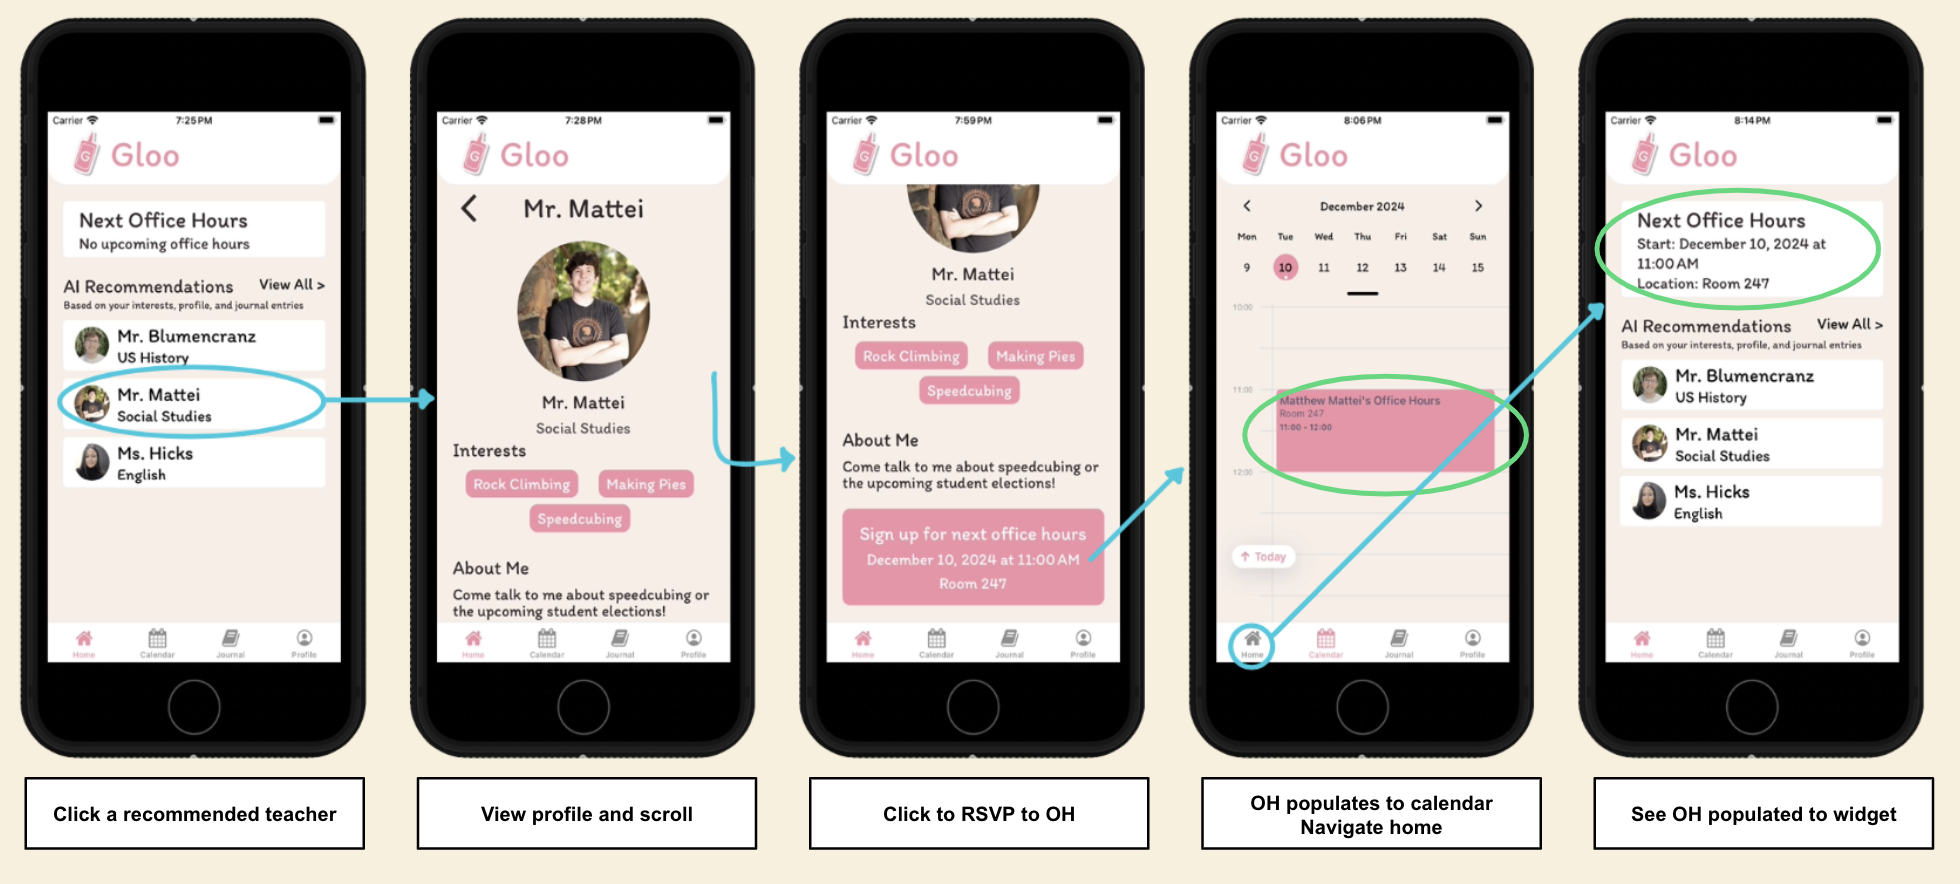 Carrier
7:25 PM
G
Gloo
Next Office Hours
No upcoming office hours
AI Recommendations
View All >
Based on your interests, profile, and journal entries
Mr. Blumencranz
US History
Mr. Mattei
Social Studies
Ms. Hicks
English
Home
Calendar
Journal
Profile
Click a recommended teacher
Carrier
7:28 PM
G
Gloo
Mr. Mattei
Mr. Mattei
Social Studies
Interests
Rock Climbing
Making Pies
Speedcubing
About Me
Come talk to me about speedcubing or
the upcoming student elections!
Home
Calendar
Journal
Profile
View profile and scroll
Carrier
7:59 PM
G
Gloo
Mr. Mattei
Social Studies
Interests
Rock Climbing
Making Pies
Speedcubing
About Me
Come talk to me about speedcubing or
the upcoming student elections!
Sign up for next office hours
December 10, 2024 at 11:00 AM
Room 247
Home
Calendar
Journal
Profile
Click to RSVP to OH
Carrier
8:06 PM
G
Gloo
< December 2024 >
Mon Tue Wed Thu Fri Sat Sun
9 10 11 12 13 14 15
10:00
11:00
Matthew Mattei's Office Hours
Room 247
11:00 - 12:00
12:00
↑ Today
Home
Calendar
Journal
Profile
OH populates to calendar
Navigate home
Carrier
8:14 PM
G
Gloo
Next Office Hours
Start: December 10, 2024 at
11:00 AM
Location: Room 247
AI Recommendations
View All >
Based on your interests, profile, and journal entries
Mr. Blumencranz
US History
Mr. Mattei
Social Studies
Ms. Hicks
English
Home
Calendar
Journal
Profile
See OH populated to widget